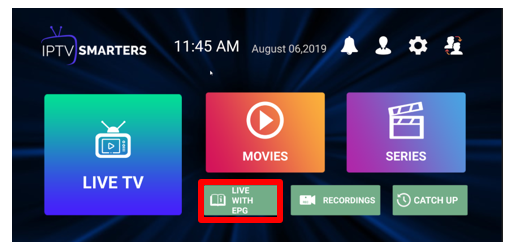 IPTV SMARTERS 11:45 AM August 06,2019
MOVIES SERIES
LIVE TV
LIVE
WITH
EPG
RECORDINGS
CATCH UP